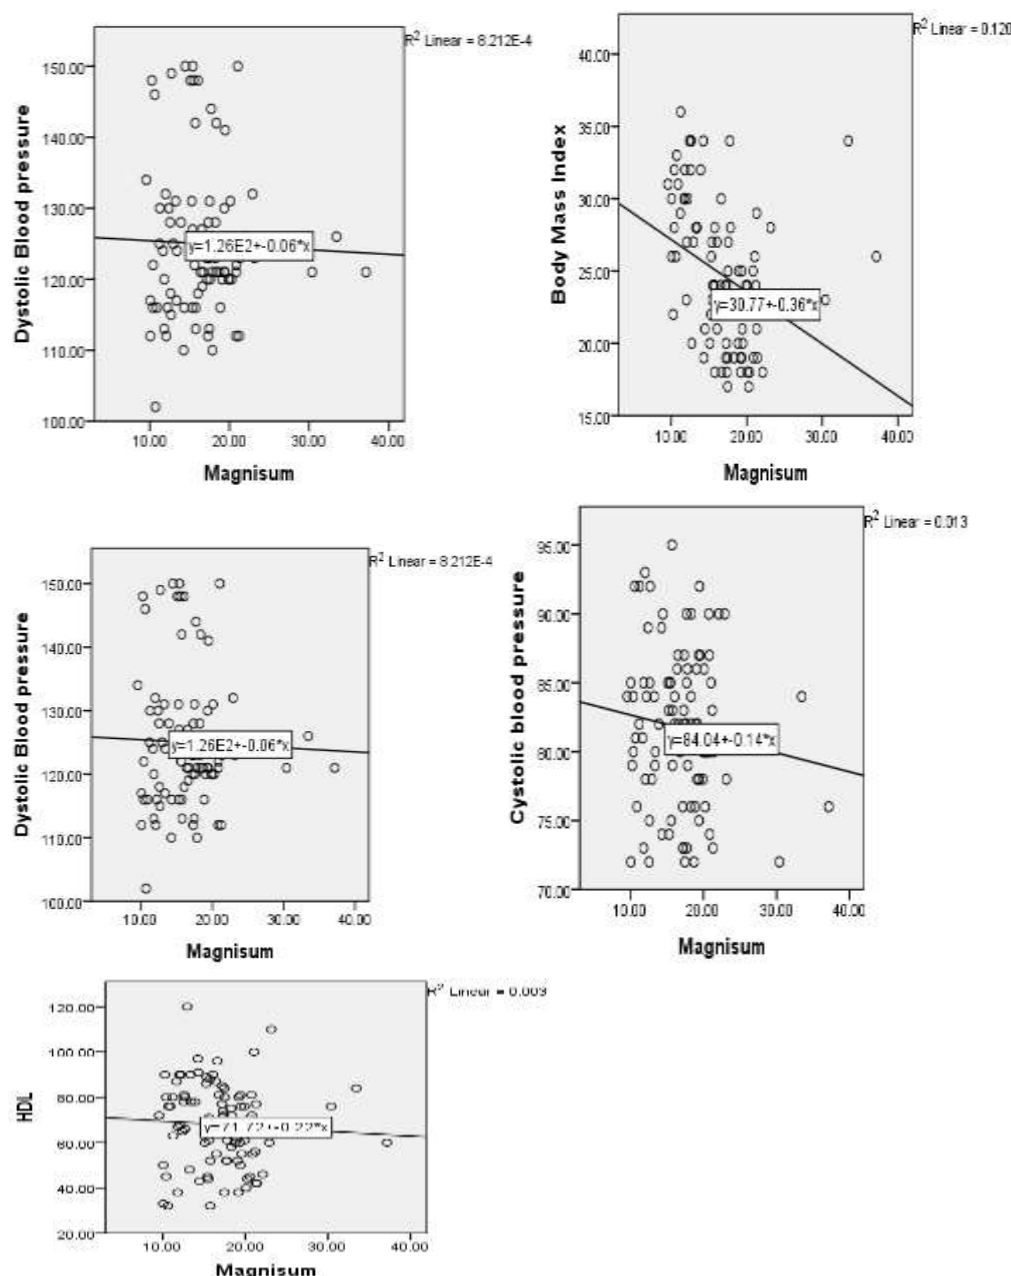 R² Linear = 8.212E-4
150.00
140.00
130.00
120.00
110.00
100.00
Dystolic Blood pressure
y=1.26E2+-0.06*x
10.00 20.00 30.00 40.00
Magnisum
R² Linear = 0.120
40.00
35.00
30.00
25.00
20.00
15.00
Body Mass Index
y=30.77+-0.36*x
10.00 20.00 30.00 40.00
Magnisum
R² Linear = 8.212E-4
150.00
140.00
130.00
120.00
110.00
100.00
Dystolic Blood pressure
y=1.26E2+-0.06*x
10.00 20.00 30.00 40.00
Magnisum
R² Linear = 0.013
95.00
90.00
85.00
80.00
75.00
70.00
Cystolic blood pressure
y=84.04+-0.14*x
10.00 20.00 30.00 40.00
Magnisum
R² Linear = 0.003
120.00
100.00
80.00
60.00
40.00
20.00
HDL
y=71.72+-0.22*x
10.00 20.00 30.00 40.00
Magnisum